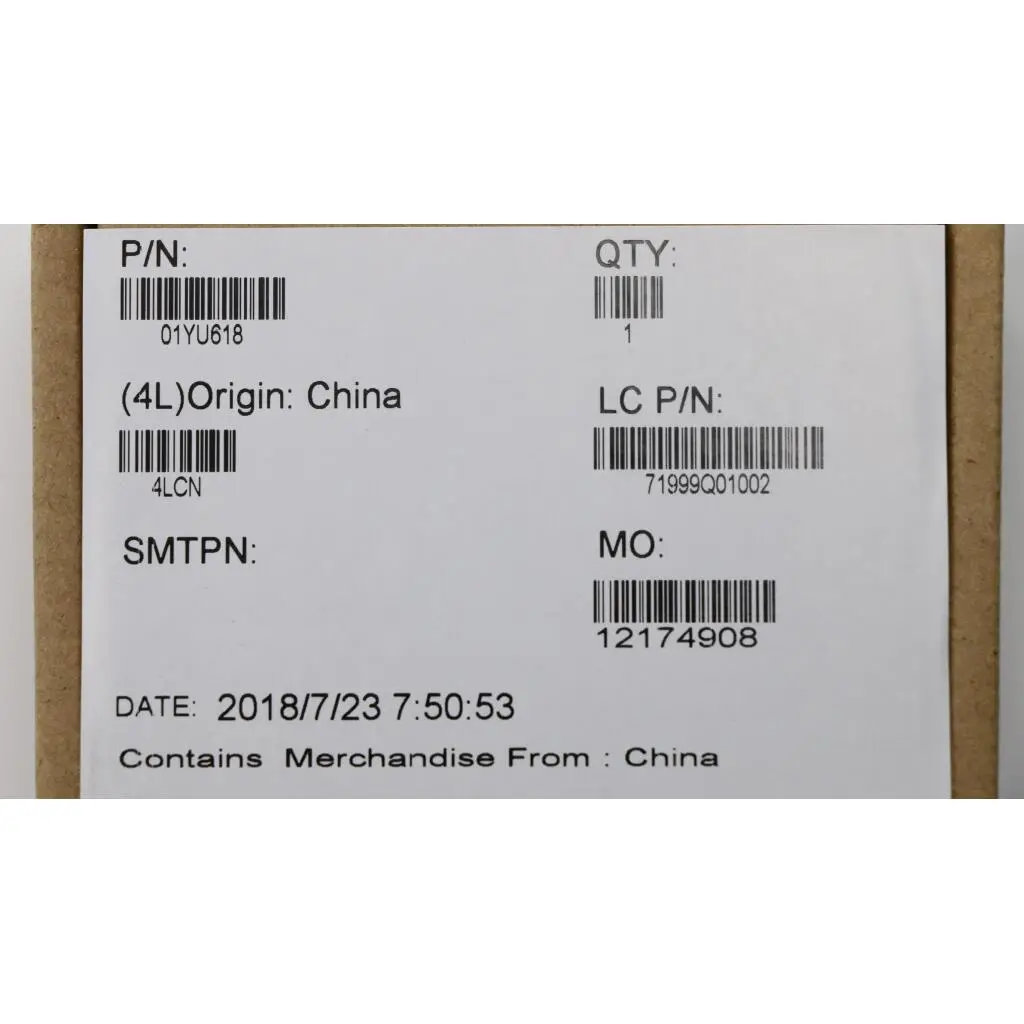 P/N:
01YU618
QTY:
1
(4L)Origin: China
4LCN
LC P/N:
71999Q01002
SMTPN:
MO:
12174908
DATE: 2018/7/23 7:50:53
Contains Merchandise From : China